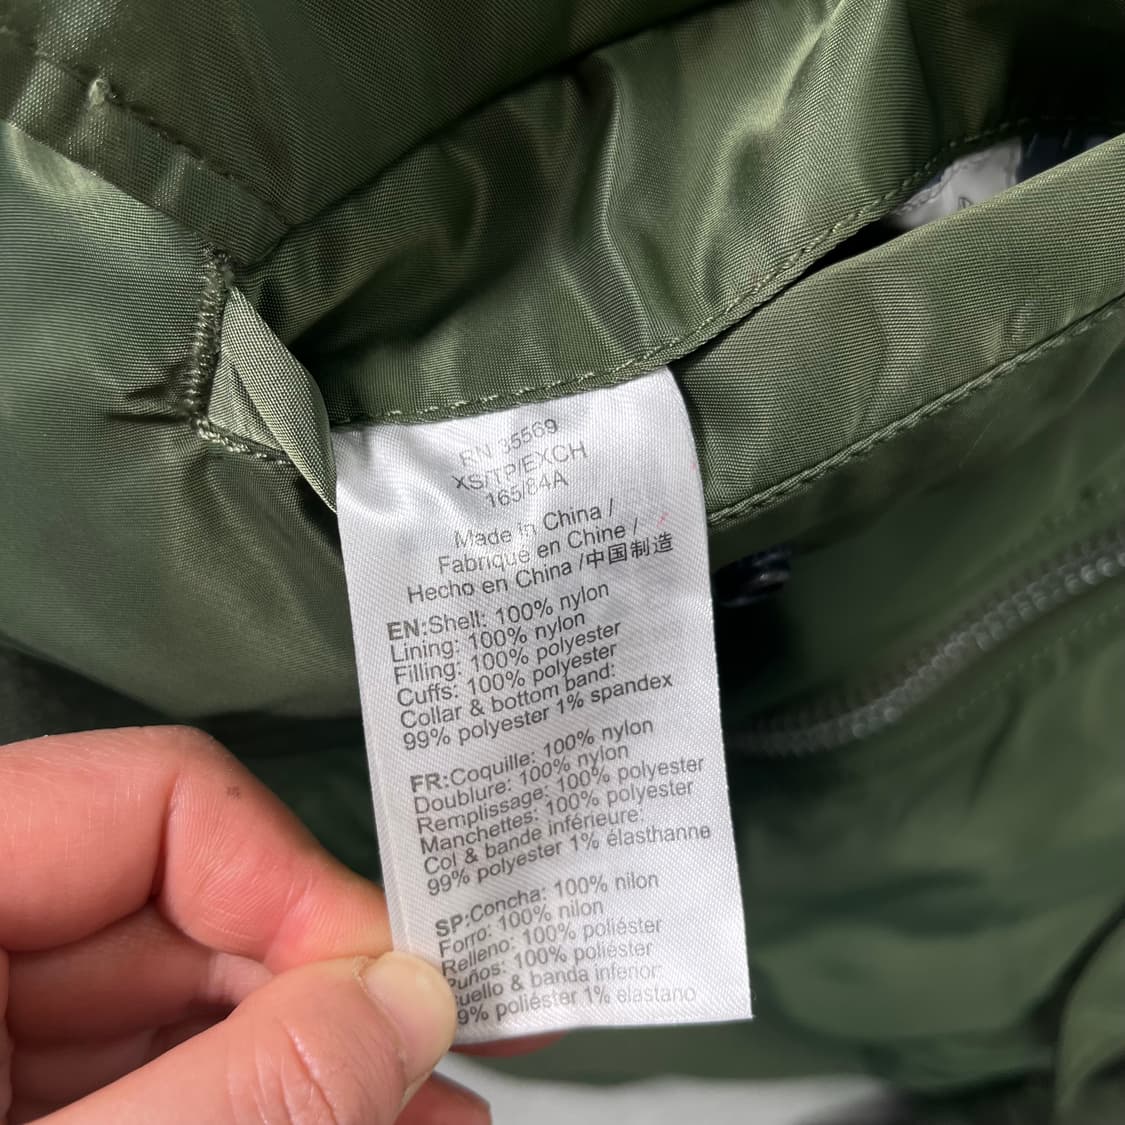 RN 35569
XS/TP/EXCH
165/84A
Made in China /
Fabriqué en Chine /
Hecho en China /中国制造
EN:Shell: 100% nylon
Lining: 100% nylon
Filling: 100% polyester
Cuffs: 100% polyester
Collar & bottom band:
99% polyester 1% spandex
FR:Coquille: 100% nylon
Doublure: 100% nylon
Remplissage: 100% polyester
Manchettes: 100% polyester
Col & bande inférieure:
99% polyester 1% élasthanne
SP:Concha: 100% nilon
Forro: 100% nilon
Relleno: 100% poliéster
Puños: 100% poliéster
uello & banda inferior:
9% poliéster 1% elastano